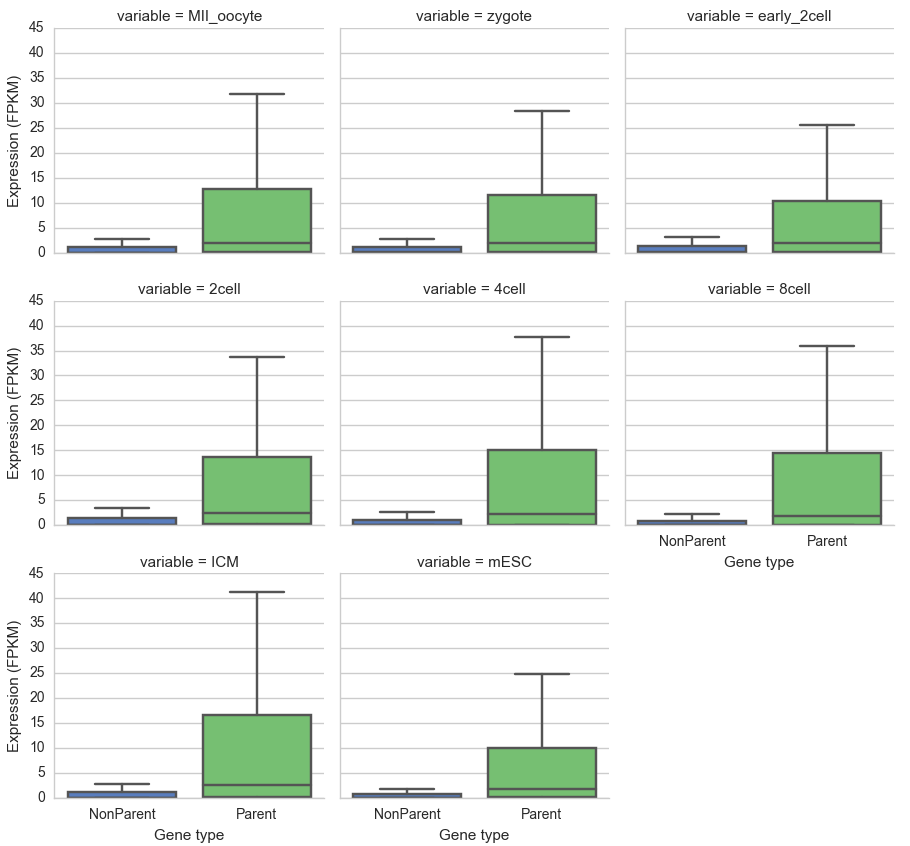 variable = MII_oocyte
variable = zygote
variable = early_2cell
Expression (FPKM)
45
40
35
30
25
20
15
10
5
0
variable = 2cell
variable = 4cell
variable = 8cell
Expression (FPKM)
45
40
35
30
25
20
15
10
5
0
NonParent
Parent
Gene type
variable = ICM
variable = mESC
Expression (FPKM)
45
40
35
30
25
20
15
10
5
0
NonParent
Parent
NonParent
Parent
Gene type
Gene type